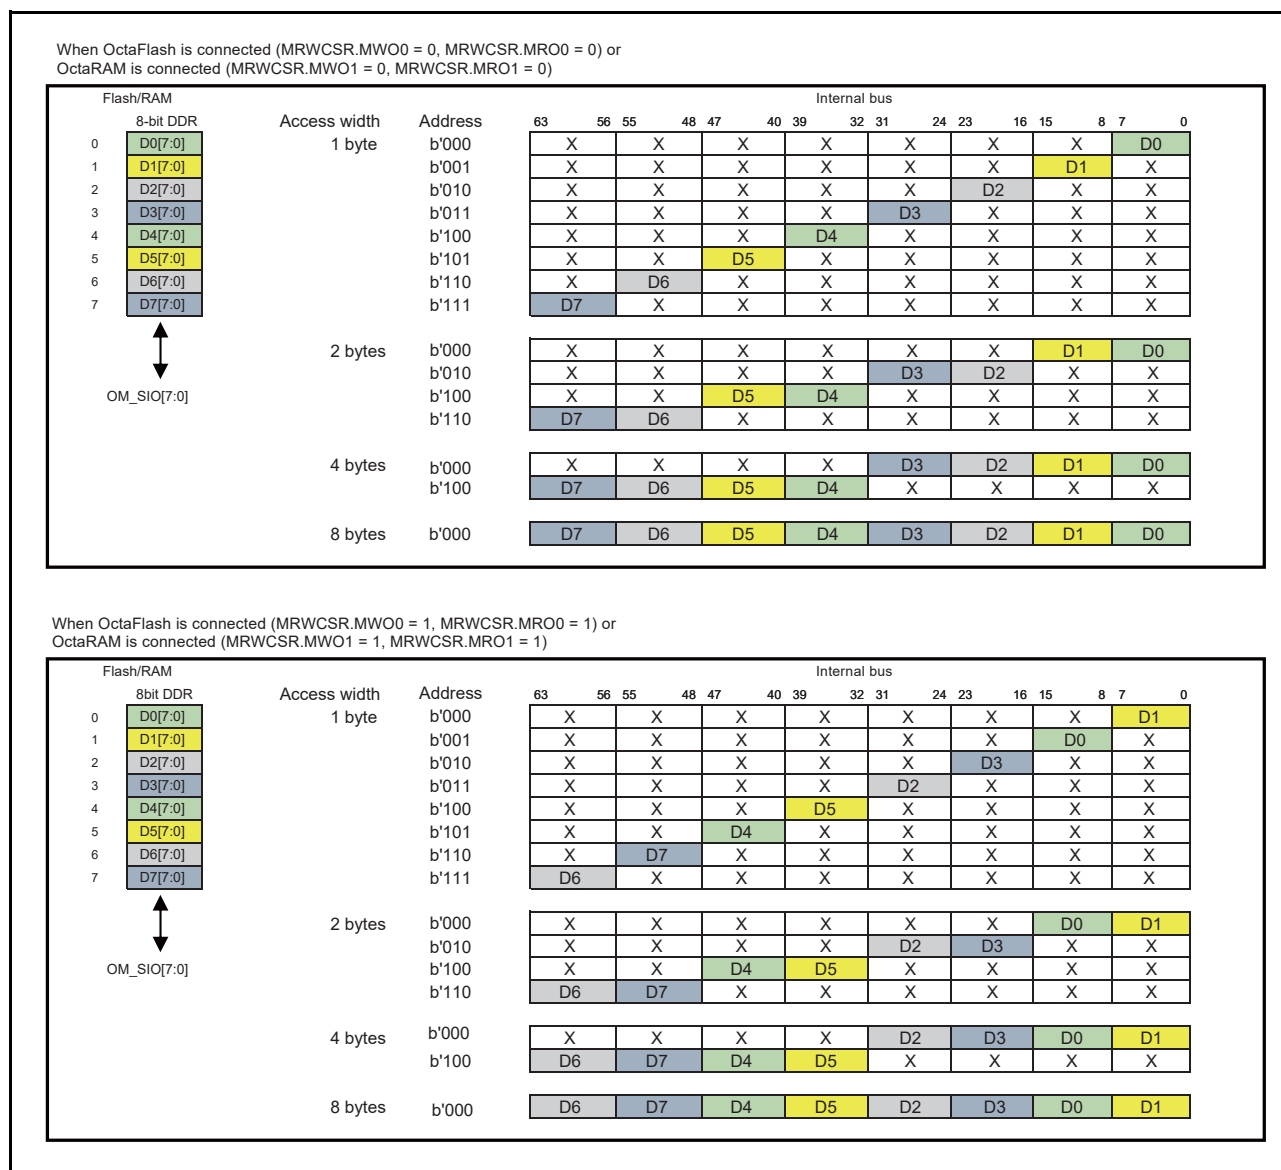 When OctaFlash is connected (MRWCSR.MWO0 = 0, MRWCSR.MRO0 = 0) or
OctaRAM is connected (MRWCSR.MWO1 = 0, MRWCSR.MRO1 = 0)
Flash/RAM Internal bus
8-bit DDR Access width Address 63 56 55 48 47 40 39 32 31 24 23 16 15 8 7 0
0 D0[7:0] 1 byte b'000 X X X X X X X D0
1 D1[7:0] b'001 X X X X X X D1 X
2 D2[7:0] b'010 X X X X X D2 X X
3 D3[7:0] b'011 X X X X D3 X X X
4 D4[7:0] b'100 X X X D4 X X X X
5 D5[7:0] b'101 X X D5 X X X X X
6 D6[7:0] b'110 X D6 X X X X X X
7 D7[7:0] b'111 D7 X X X X X X X
2 bytes b'000 X X X X X X D1 D0
b'010 X X X X D3 D2 X X
OM_SIO[7:0] b'100 X X D5 D4 X X X X
b'110 D7 D6 X X X X X X
4 bytes b'000 X X X X D3 D2 D1 D0
b'100 D7 D6 D5 D4 X X X X
8 bytes b'000 D7 D6 D5 D4 D3 D2 D1 D0
When OctaFlash is connected (MRWCSR.MWO0 = 1, MRWCSR.MRO0 = 1) or
OctaRAM is connected (MRWCSR.MWO1 = 1, MRWCSR.MRO1 = 1)
Flash/RAM Internal bus
8bit DDR Access width Address 63 56 55 48 47 40 39 32 31 24 23 16 15 8 7 0
0 D0[7:0] 1 byte b'000 X X X X X X X D1
1 D1[7:0] b'001 X X X X X X D0 X
2 D2[7:0] b'010 X X X X X D3 X X
3 D3[7:0] b'011 X X X X D2 X X X
4 D4[7:0] b'100 X X X D5 X X X X
5 D5[7:0] b'101 X X D4 X X X X X
6 D6[7:0] b'110 X D7 X X X X X X
7 D7[7:0] b'111 D6 X X X X X X X
2 bytes b'000 X X X X X X D0 D1
b'010 X X X X D2 D3 X X
OM_SIO[7:0] b'100 X X D4 D5 X X X X
b'110 D6 D7 X X X X X X
4 bytes b'000 X X X X D2 D3 D0 D1
b'100 D6 D7 D4 D5 X X X X
8 bytes b'000 D6 D7 D4 D5 D2 D3 D0 D1